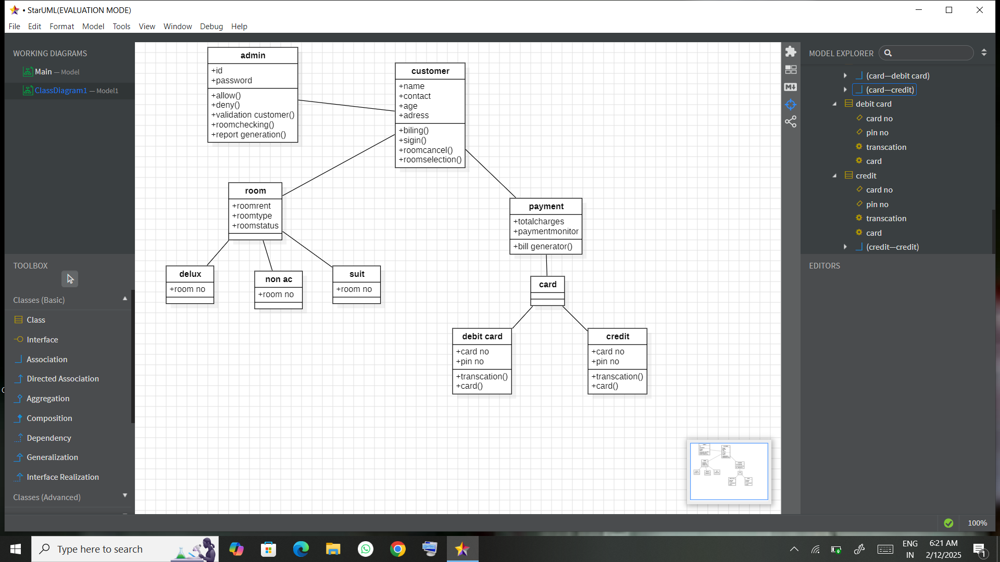 • StarUML(EVALUATION MODE)
File Edit Format Model Tools View Window Debug Help
WORKING DIAGRAMS
Main — Model
ClassDiagram1 — Model1
TOOLBOX
Classes (Basic)
Class
Interface
Association
Directed Association
Aggregation
Composition
Dependency
Generalization
Interface Realization
Classes (Advanced)
admin
+id
+password
+allow()
+deny()
+validation customer()
+roomchecking()
+report generation()
customer
+name
+contact
+age
+adress
+biling()
+sigin()
+roomcancel()
+roomselection()
room
+roomrent
+roomtype
+roomstatus
payment
+totalcharges
+paymentmonitor
+bill generator()
delux
+room no
non ac
+room no
suit
+room no
card
debit card
+card no
+pin no
+transcation()
+card()
credit
+card no
+pin no
+transcation()
+card()
MODEL EXPLORER
(card—debit card)
(card—credit)
debit card
card no
pin no
transcation
card
credit
card no
pin no
transcation
card
(credit—credit)
EDITORS
100%
Type here to search
ENG
IN
6:21 AM
2/12/2025
1